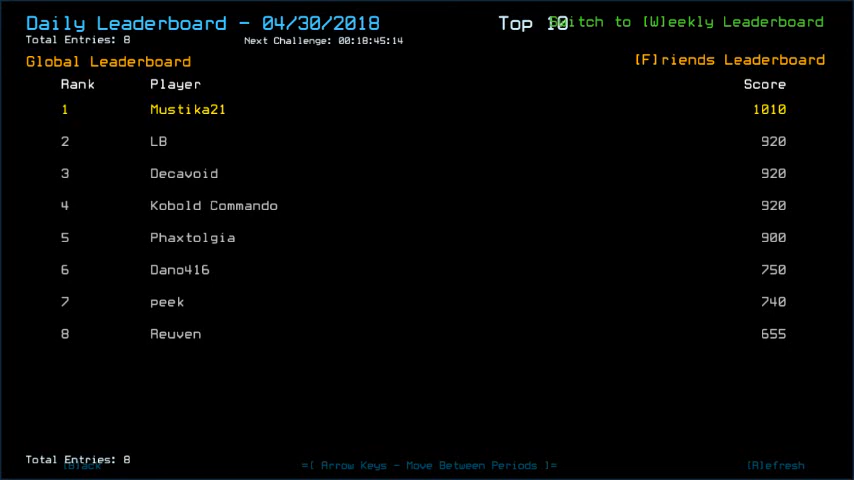 Daily Leaderboard - 04/30/2018
Top 10
Switch to [W]eekly Leaderboard
Total Entries: 8
Next Challenge: 00:18:45:14
Global Leaderboard
[F]riends Leaderboard
Rank Player Score
1 Mustika21 1010
2 LB 920
3 Decavoid 920
4 Kobold Commando 920
5 Phaxtolgia 900
6 Dano416 750
7 peek 740
8 Reuven 655
Total Entries: 8
[B]ack
=[ Arrow Keys - Move Between Periods ]=
[R]efresh